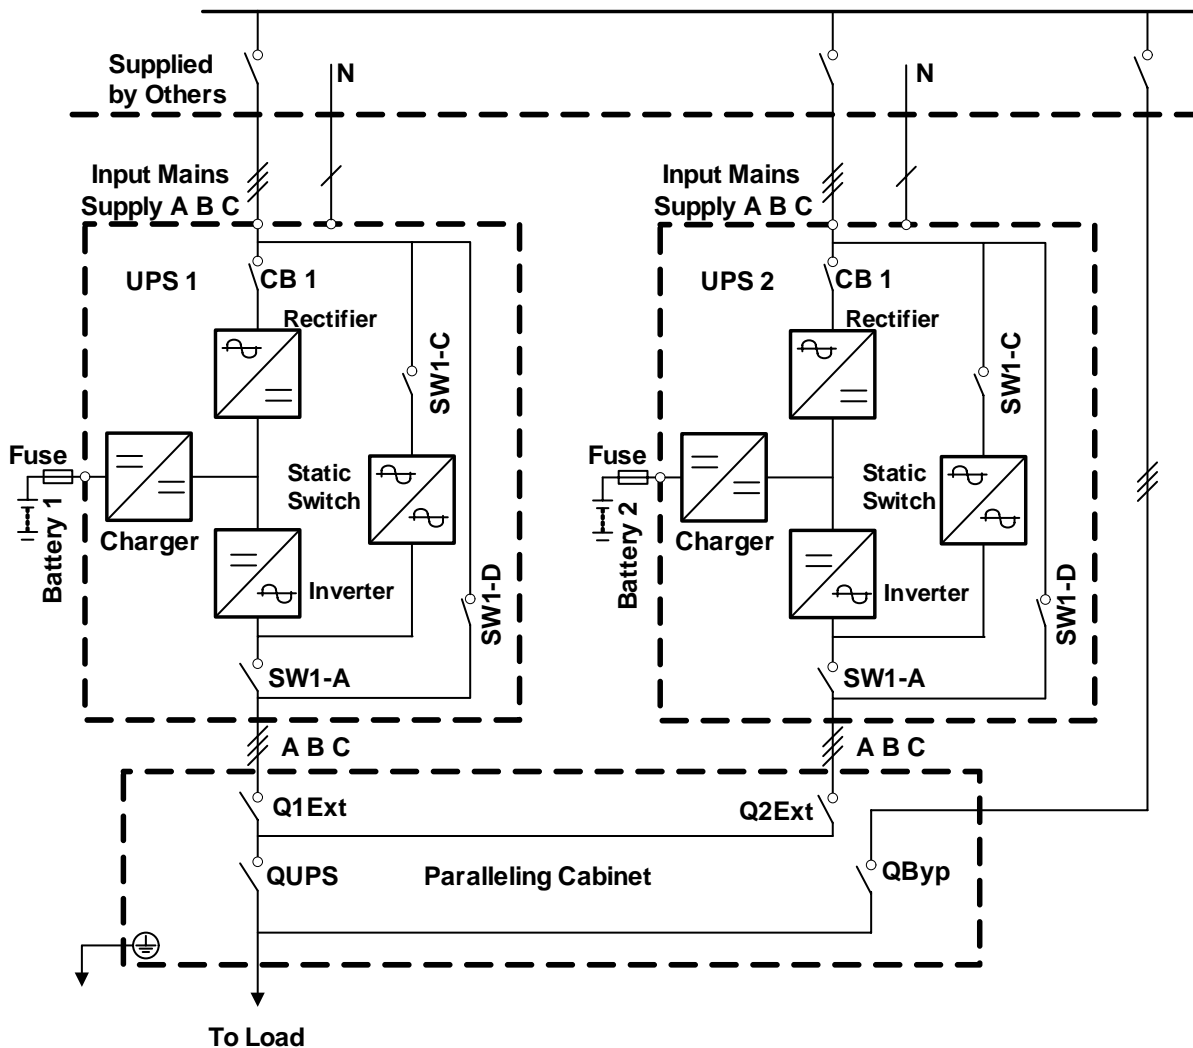 Supplied
by Others
N
N
Input Mains
Supply A B C
Input Mains
Supply A B C
UPS 1
CB 1
Rectifier
SW1-C
Fuse
Battery 1
Charger
Static
Switch
Inverter
SW1-D
SW1-A
A B C
UPS 2
CB 1
Rectifier
SW1-C
Fuse
Battery 2
Charger
Static
Switch
Inverter
SW1-D
SW1-A
A B C
Q1Ext
Q2Ext
QUPS
Paralleling Cabinet
QByp
To Load